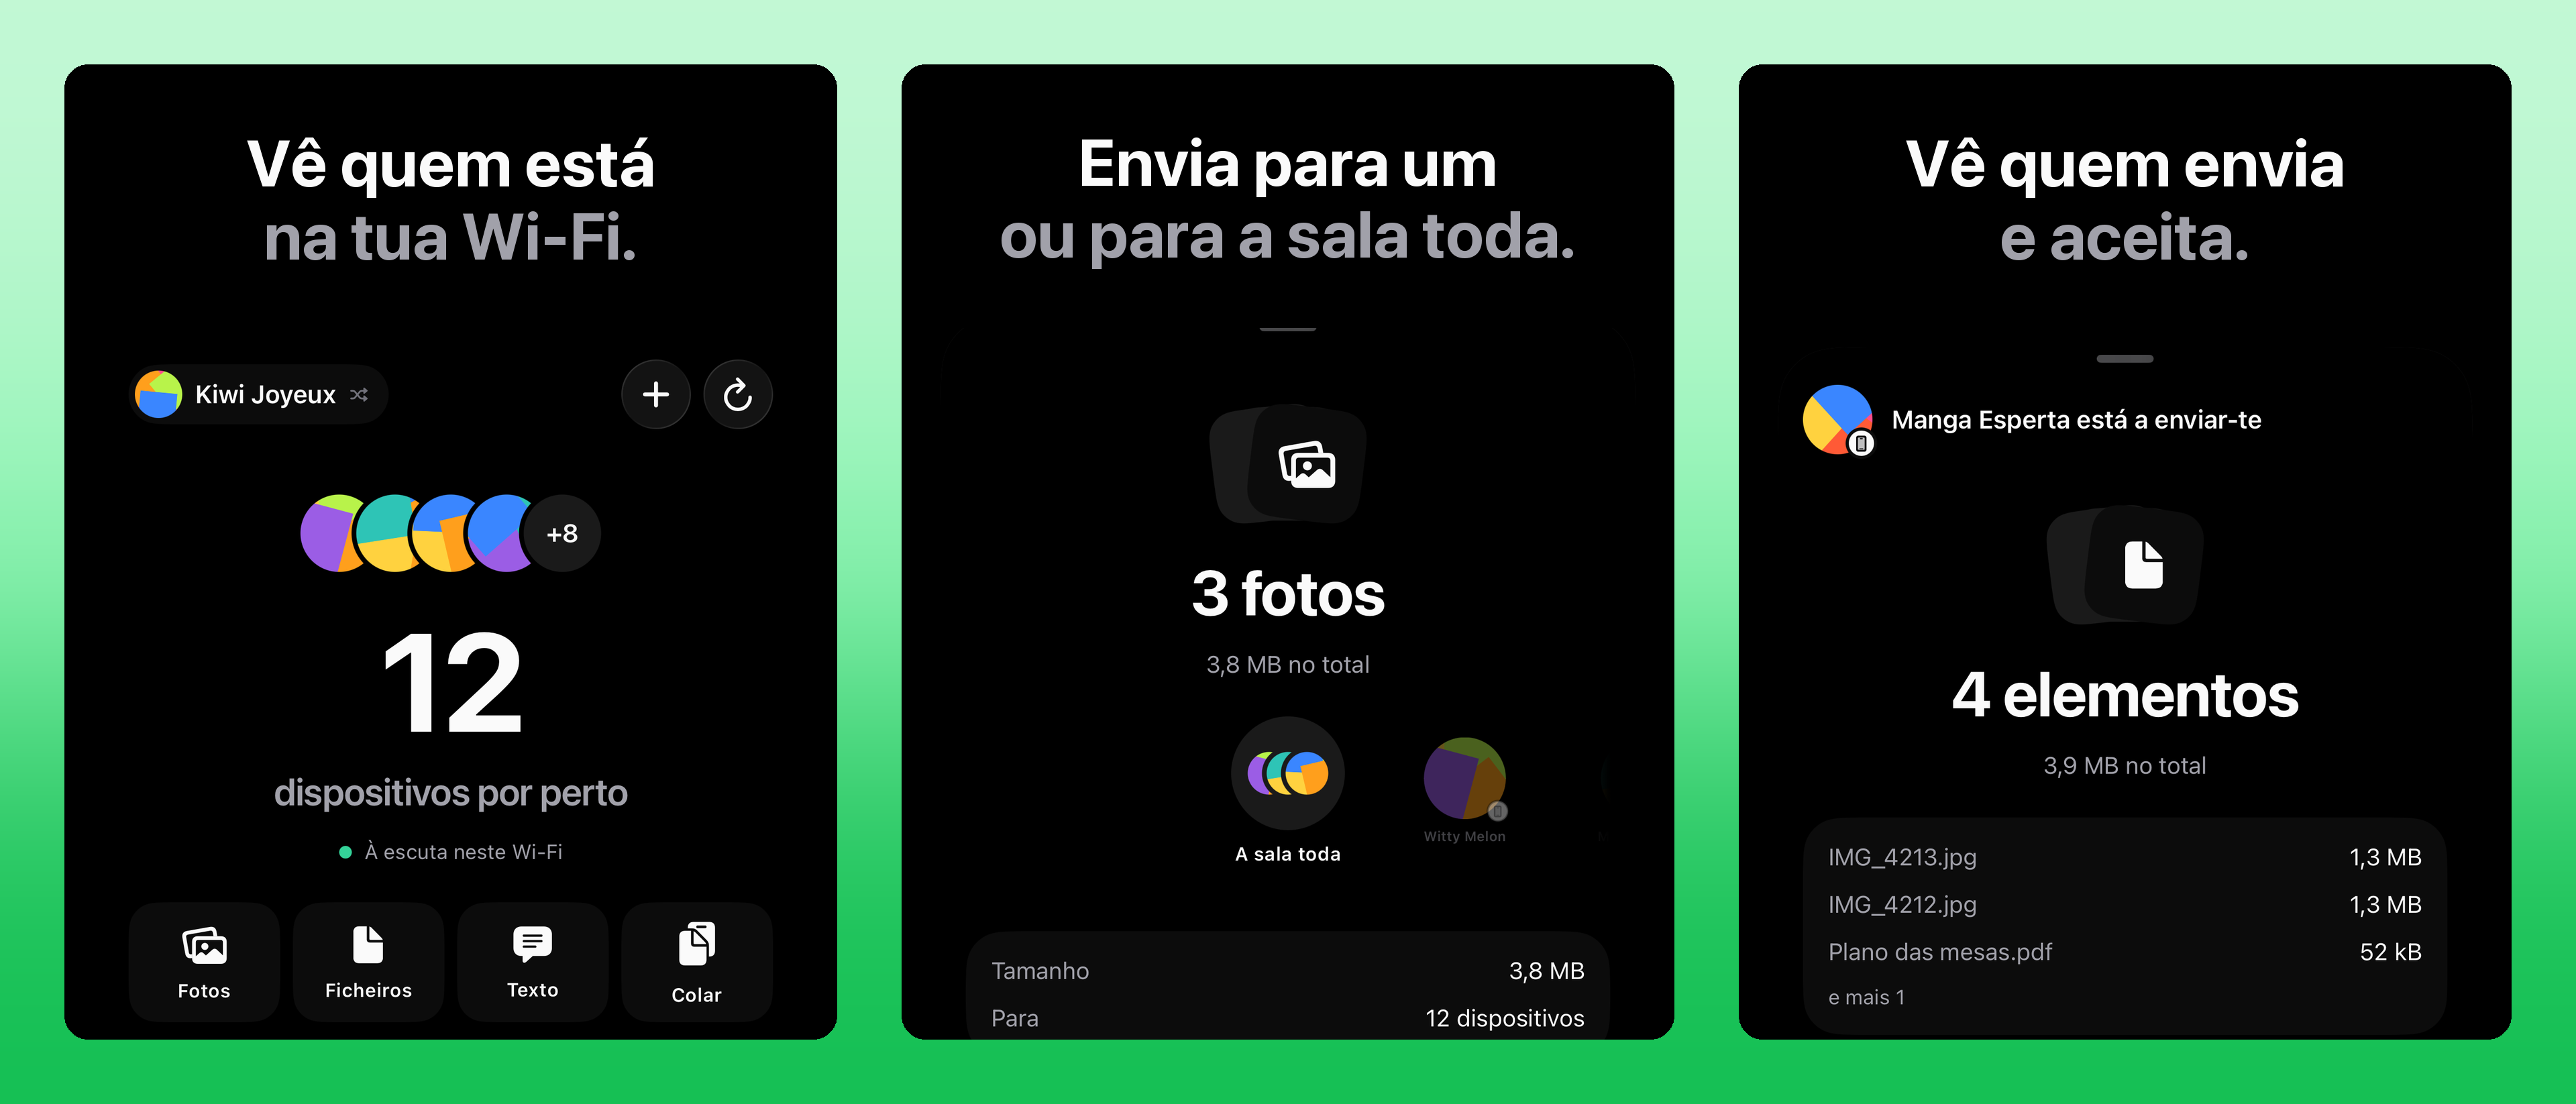 Vê quem está
na tua Wi-Fi.
Kiwi Joyeux
+8
12
dispositivos por perto
À escuta neste Wi-Fi
Fotos
Ficheiros
Texto
Colar
Envia para um
ou para a sala toda.
3 fotos
3,8 MB no total
A sala toda
Witty Melon
Tamanho 3,8 MB
Para 12 dispositivos
Vê quem envia
e aceita.
Manga Esperta está a enviar-te
4 elementos
3,9 MB no total
IMG_4213.jpg 1,3 MB
IMG_4212.jpg 1,3 MB
Plano das mesas.pdf 52 kB
e mais 1